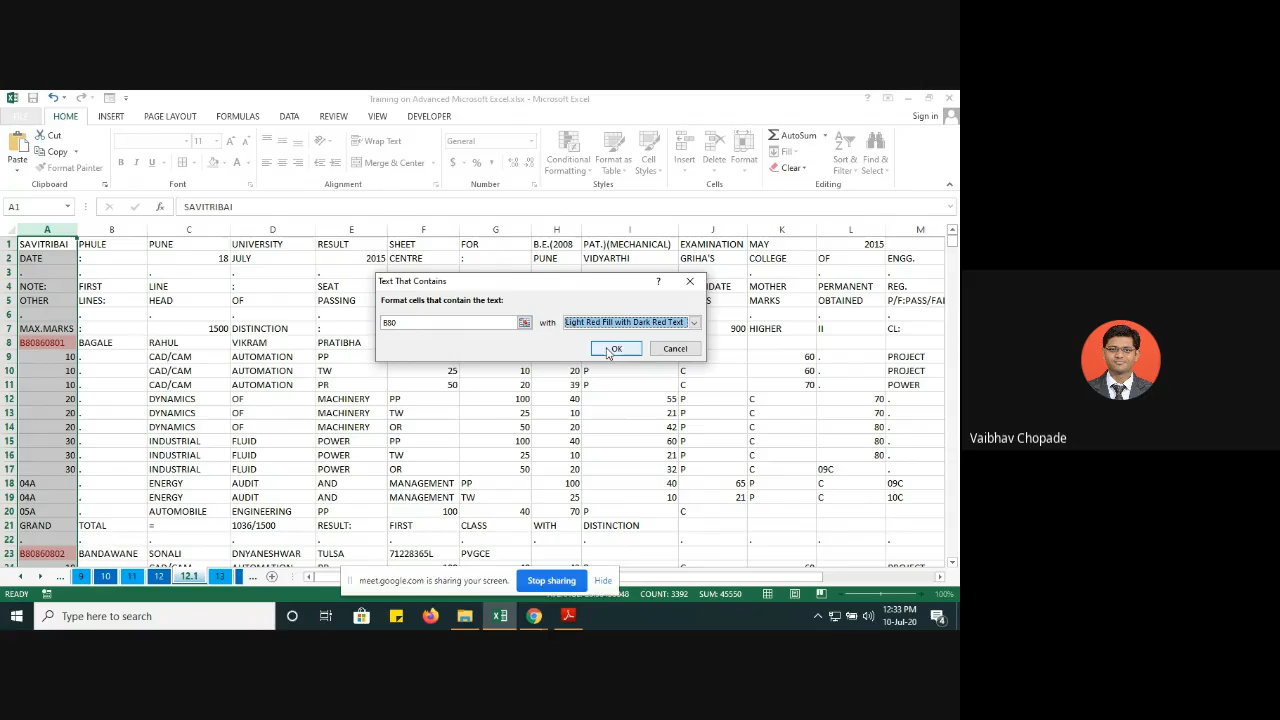 Training on Advanced Microsoft Excel.xlsx - Microsoft Excel
FILE HOME INSERT PAGE LAYOUT FORMULAS DATA REVIEW VIEW DEVELOPER Sign in
Paste Cut Copy Format Painter Clipboard
11 Font
Wrap Text Merge & Center Alignment
General Number
Conditional Formatting Format as Table Cell Styles Styles
Insert Delete Format Cells
AutoSum Fill Clear Sort & Filter Find & Select Editing
A1 SAVITRIBAI
A B C D E F G H I J K L M
1 SAVITRIBAI PHULE PUNE UNIVERSITY RESULT SHEET FOR B.E.(2008 PAT.)(MECHANICAL) EXAMINATION MAY 2015
2 DATE : 18 JULY 2015 CENTRE : PUNE VIDYARTHI GRIHA'S COLLEGE OF ENGG.
3 . . . . . . . .
4 NOTE: FIRST LINE : SEAT MOTHER PERMANENT REG.
5 OTHER LINES: HEAD OF PASSING MARKS OBTAINED
6 . . . . .
7 MAX.MARKS : 1500 DISTINCTION : 900 HIGHER II CL:
8 B80860801 BAGALE RAHUL VIKRAM PRATIBHA
9 10 . CAD/CAM AUTOMATION PP 60 . PROJECT
10 10 . CAD/CAM AUTOMATION TW 25 10 20 P C 60 . PROJECT
11 10 . CAD/CAM AUTOMATION PR 50 20 39 P C 70 . POWER
12 20 . DYNAMICS OF MACHINERY PP 100 40 55 P C 70 .
13 20 . DYNAMICS OF MACHINERY TW 25 10 21 P C 70 .
14 20 . DYNAMICS OF MACHINERY OR 50 20 42 P C 80 .
15 30 . INDUSTRIAL FLUID POWER PP 100 40 60 P C 80 .
16 30 . INDUSTRIAL FLUID POWER TW 25 10 21 P C 80 .
17 30 . INDUSTRIAL FLUID POWER OR 50 20 32 P C 09C .
18 04A . ENERGY AUDIT AND MANAGEMENT PP 100 40 65 P C 09C
19 04A . ENERGY AUDIT AND MANAGEMENT TW 25 10 21 P C 10C
20 05A . AUTOMOBILE ENGINEERING PP 100 40 70 P C
21 GRAND TOTAL = 1036/1500 RESULT: FIRST CLASS WITH DISTINCTION
22 . . . . . . . . . . . . .
23 B80860802 BANDAWANE SONALI DNYANESHWAR TULSA 71228365L PVGCE
Text That Contains
Format cells that contain the text:
B80 with Light Red Fill with Dark Red Text
OK Cancel
... 9 10 11 12 12.1 13 ...
meet.google.com is sharing your screen. Stop sharing Hide
READY COUNT: 3392 SUM: 45550 100%
Type here to search
12:33 PM
10-Jul-20
4
Vaibhav Chopade